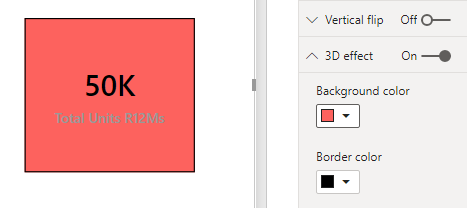 50K
Total Units R12Ms
Vertical flip Off
3D effect On
Background color
Border color